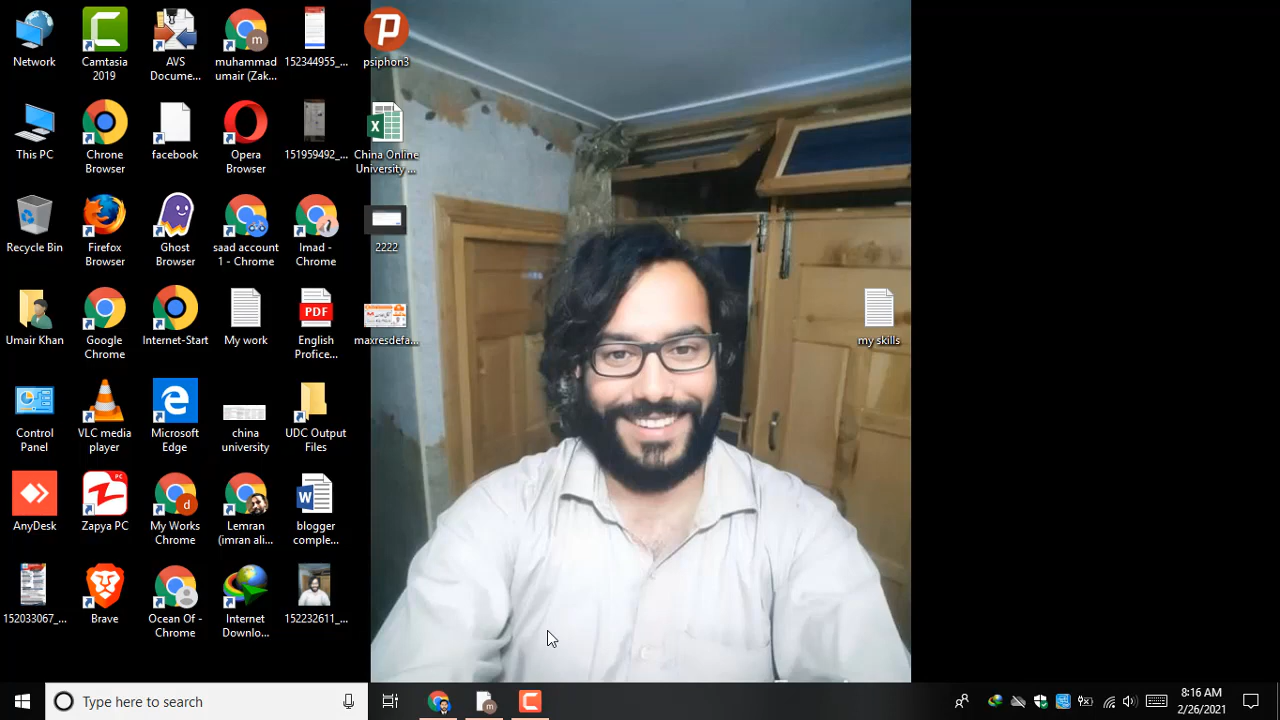 Network
Camtasia
2019
AVS
Docume...
muhammad
umair (Zak...
152344955_...
psiphon3
This PC
Chrone
Browser
facebook
Opera
Browser
151959492_...
China Online
University ...
Recycle Bin
Firefox
Browser
Ghost
Browser
saad account
1 - Chrome
Imad -
Chrome
2222
Umair Khan
Google
Chrome
Internet-Start
My work
PDF
English
Profice...
maxresdefa...
my skills
Control
Panel
VLC media
player
Microsoft
Edge
china
university
UDC Output
Files
AnyDesk
PC
Zapya PC
My Works
Chrome
Lemran
(imran ali...
blogger
comple...
152033067_...
Brave
Ocean Of -
Chrome
Internet
Downlo...
152232611_...
Type here to search
8:16 AM
2/26/2021